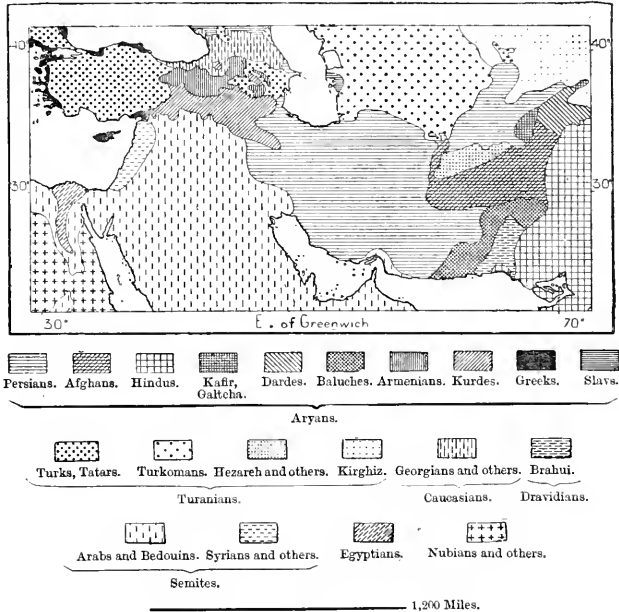 40° 40°
30° 30°
30° E. of Greenwich 70°
Persians. Afghans. Hindus. Kafir, Dardes. Baluches. Armenians. Kurdes. Greeks. Slavs.
Galtcha.
Aryans.
Turks, Tatars. Turkomans. Hezareh and others. Kirghiz. Georgians and others. Brahui.
Turanians. Caucasians. Dravidians.
Arabs and Bedouins. Syrians and others. Egyptians. Nubians and others.
Semites.
1,200 Miles.